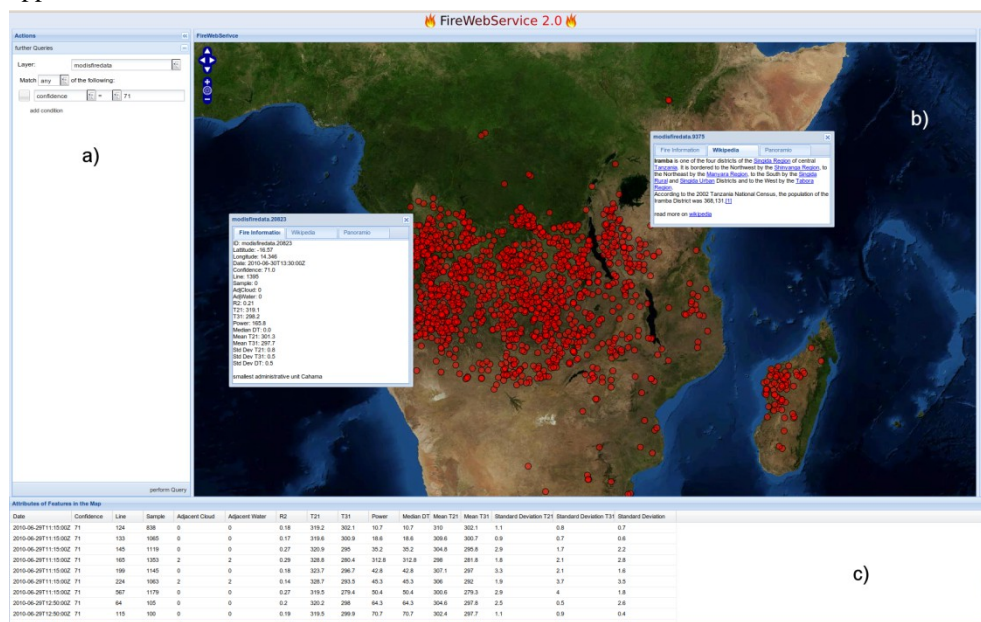 FireWebService 2.0
Actions
further Queries
Layer: modisfiredata
Match any of the following:
confidence = 71
add condition
a)
perform Query
FireWebService
b)
modisfiredata.20823
Fire Informatio Wikipedia Panoramio
ID: modisfiredata.20823
Latitude: -16.57
Longitude: 14.346
Date: 2010-06-30T13:30:00Z
Confidence: 71.0
Line: 1395
Sample: 0
AdjCloud: 0
AdjWater: 0
R2: 0.21
T21: 319.1
T31: 298.2
Power: 165.8
Median DT: 0.0
Mean T21: 301.3
Mean T31: 297.7
Std Dev T21: 0.8
Std Dev T31: 0.5
Std Dev DT: 0.5
smallest administrative unit Cahama
modisfiredata.9375
Fire Information Wikipedia Panoramio
Iramba is one of the four districts of the Singida Region of central
Tanzania. It is bordered to the Northwest by the Shinyanga Region, to
the Northeast by the Manyara Region, to the South by the Singida
Rural and Singida Urban Districts and to the West by the Tabora
Region.
According to the 2002 Tanzania National Census, the population of the
Iramba District was 368,131.[1]
read more on wikipedia
Attributes of Features in the Map
Date Confidence Line Sample Adjacent Cloud Adjacent Water R2 T21 T31 Power Median DT Mean T21 Mean T31 Standard Deviation T21 Standard Deviation T31 Standard Deviation
2010-06-29T11:15:00Z 71 124 838 0 0 0.18 319.2 302.1 10.7 10.7 310 302.1 1.1 0.8 0.7
2010-06-29T11:15:00Z 71 133 1065 0 0 0.17 319.6 300.9 18.6 18.6 309.6 300.7 0.9 0.7 0.6
2010-06-29T11:15:00Z 71 145 1119 0 0 0.27 320.9 295 35.2 35.2 304.8 295.8 2.9 1.7 2.2
2010-06-29T11:15:00Z 71 165 1353 2 2 0.29 328.8 280.4 312.8 312.8 298 281.8 1.8 2.1 2.8
2010-06-29T11:15:00Z 71 199 1145 0 0 0.18 323.7 296.7 42.8 42.8 307.1 297 3.3 2.1 1.6
2010-06-29T11:15:00Z 71 224 1063 2 2 0.14 328.7 293.5 45.3 45.3 306 292 1.9 3.7 3.5
2010-06-29T11:15:00Z 71 567 1179 0 0 0.27 319.5 279.4 50.4 50.4 300.6 279.3 2.9 4 1.8
2010-06-29T12:50:00Z 71 64 105 0 0 0.2 320.2 298 64.3 64.3 304.6 297.8 2.5 0.5 2.6
2010-06-29T12:50:00Z 71 115 100 0 0 0.19 319.5 299.9 70.7 70.7 302.4 297.7 1.1 0.9 0.4
c)